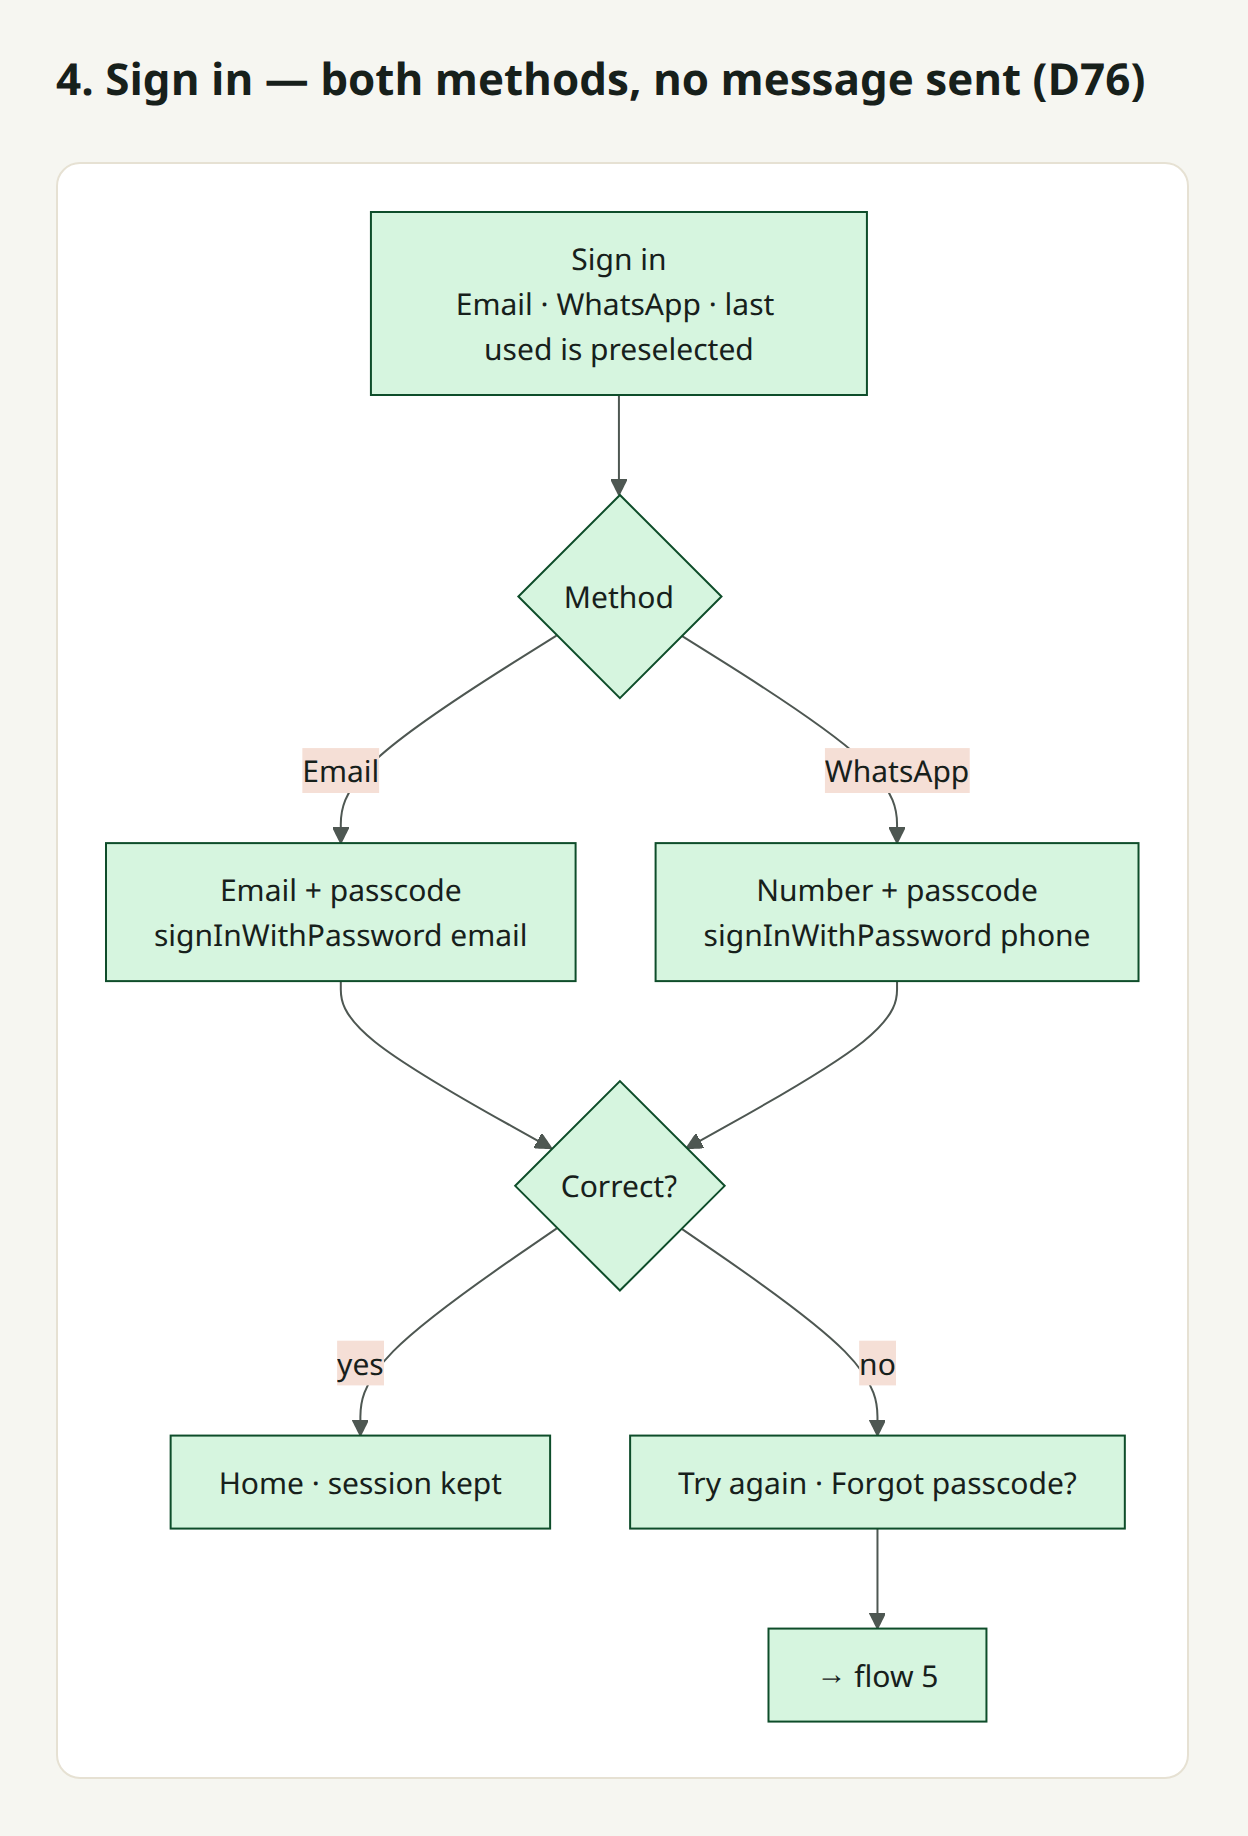 4. Sign in — both methods, no message sent (D76)
Sign in
Email · WhatsApp · last
used is preselected
Method
Email
WhatsApp
Email + passcode
signInWithPassword email
Number + passcode
signInWithPassword phone
Correct?
yes
no
Home · session kept
Try again · Forgot passcode?
→ flow 5